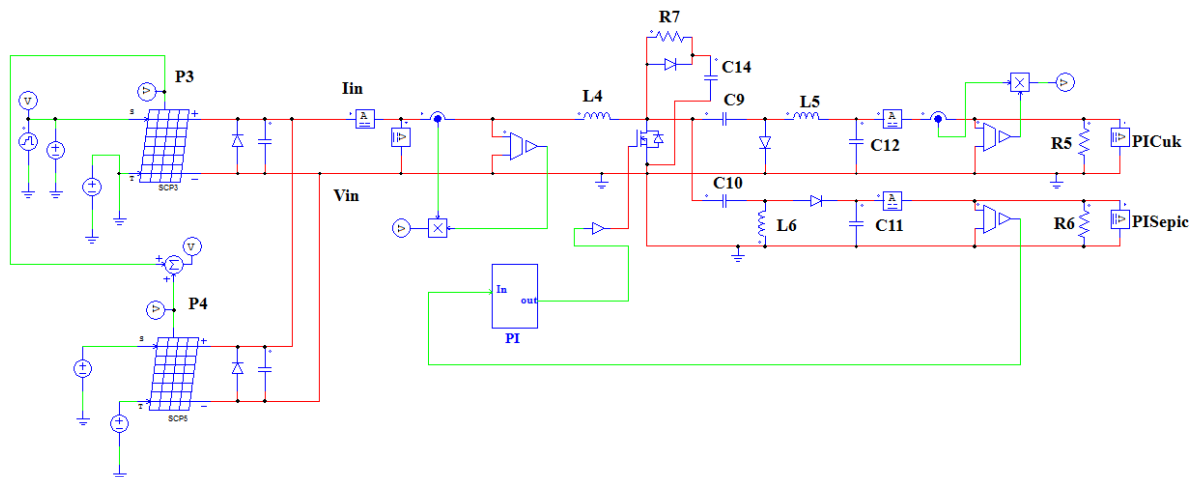 R7
P3
C14
V
V
Iin
L4
C9
L5
V
A
A
S
+
V
R5
PICuk
C12
T
−
SCP3
C10
Vin
A
PISepic
L6
C11
R6
V
V
Σ
+
+
P4
In
V
out
S
+
PI
T
−
SCP5